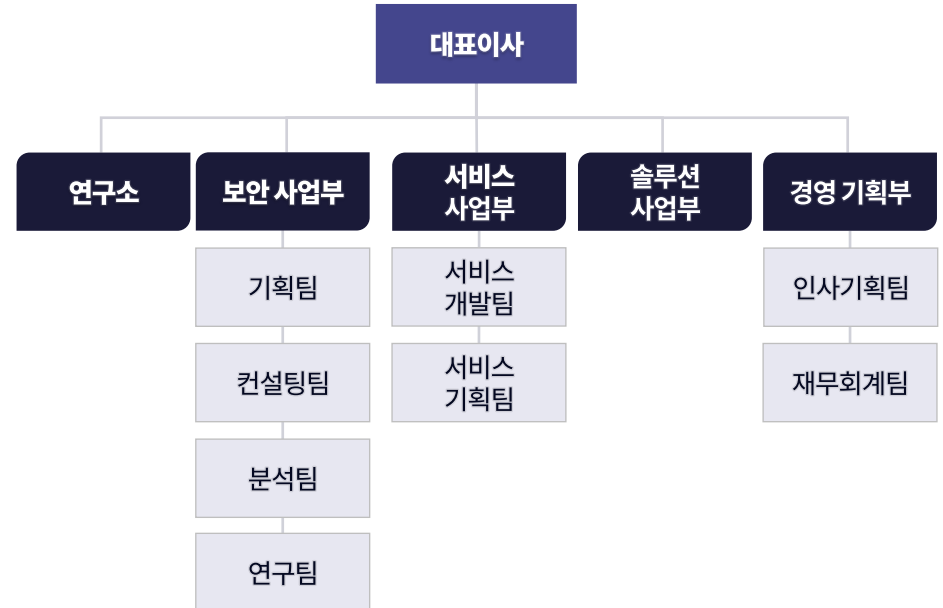 대표이사
연구소
보안 사업부
서비스
사업부
솔루션
사업부
경영 기획부
기획팀
컨설팅팀
분석팀
연구팀
서비스
개발팀
서비스
기획팀
인사기획팀
재무회계팀